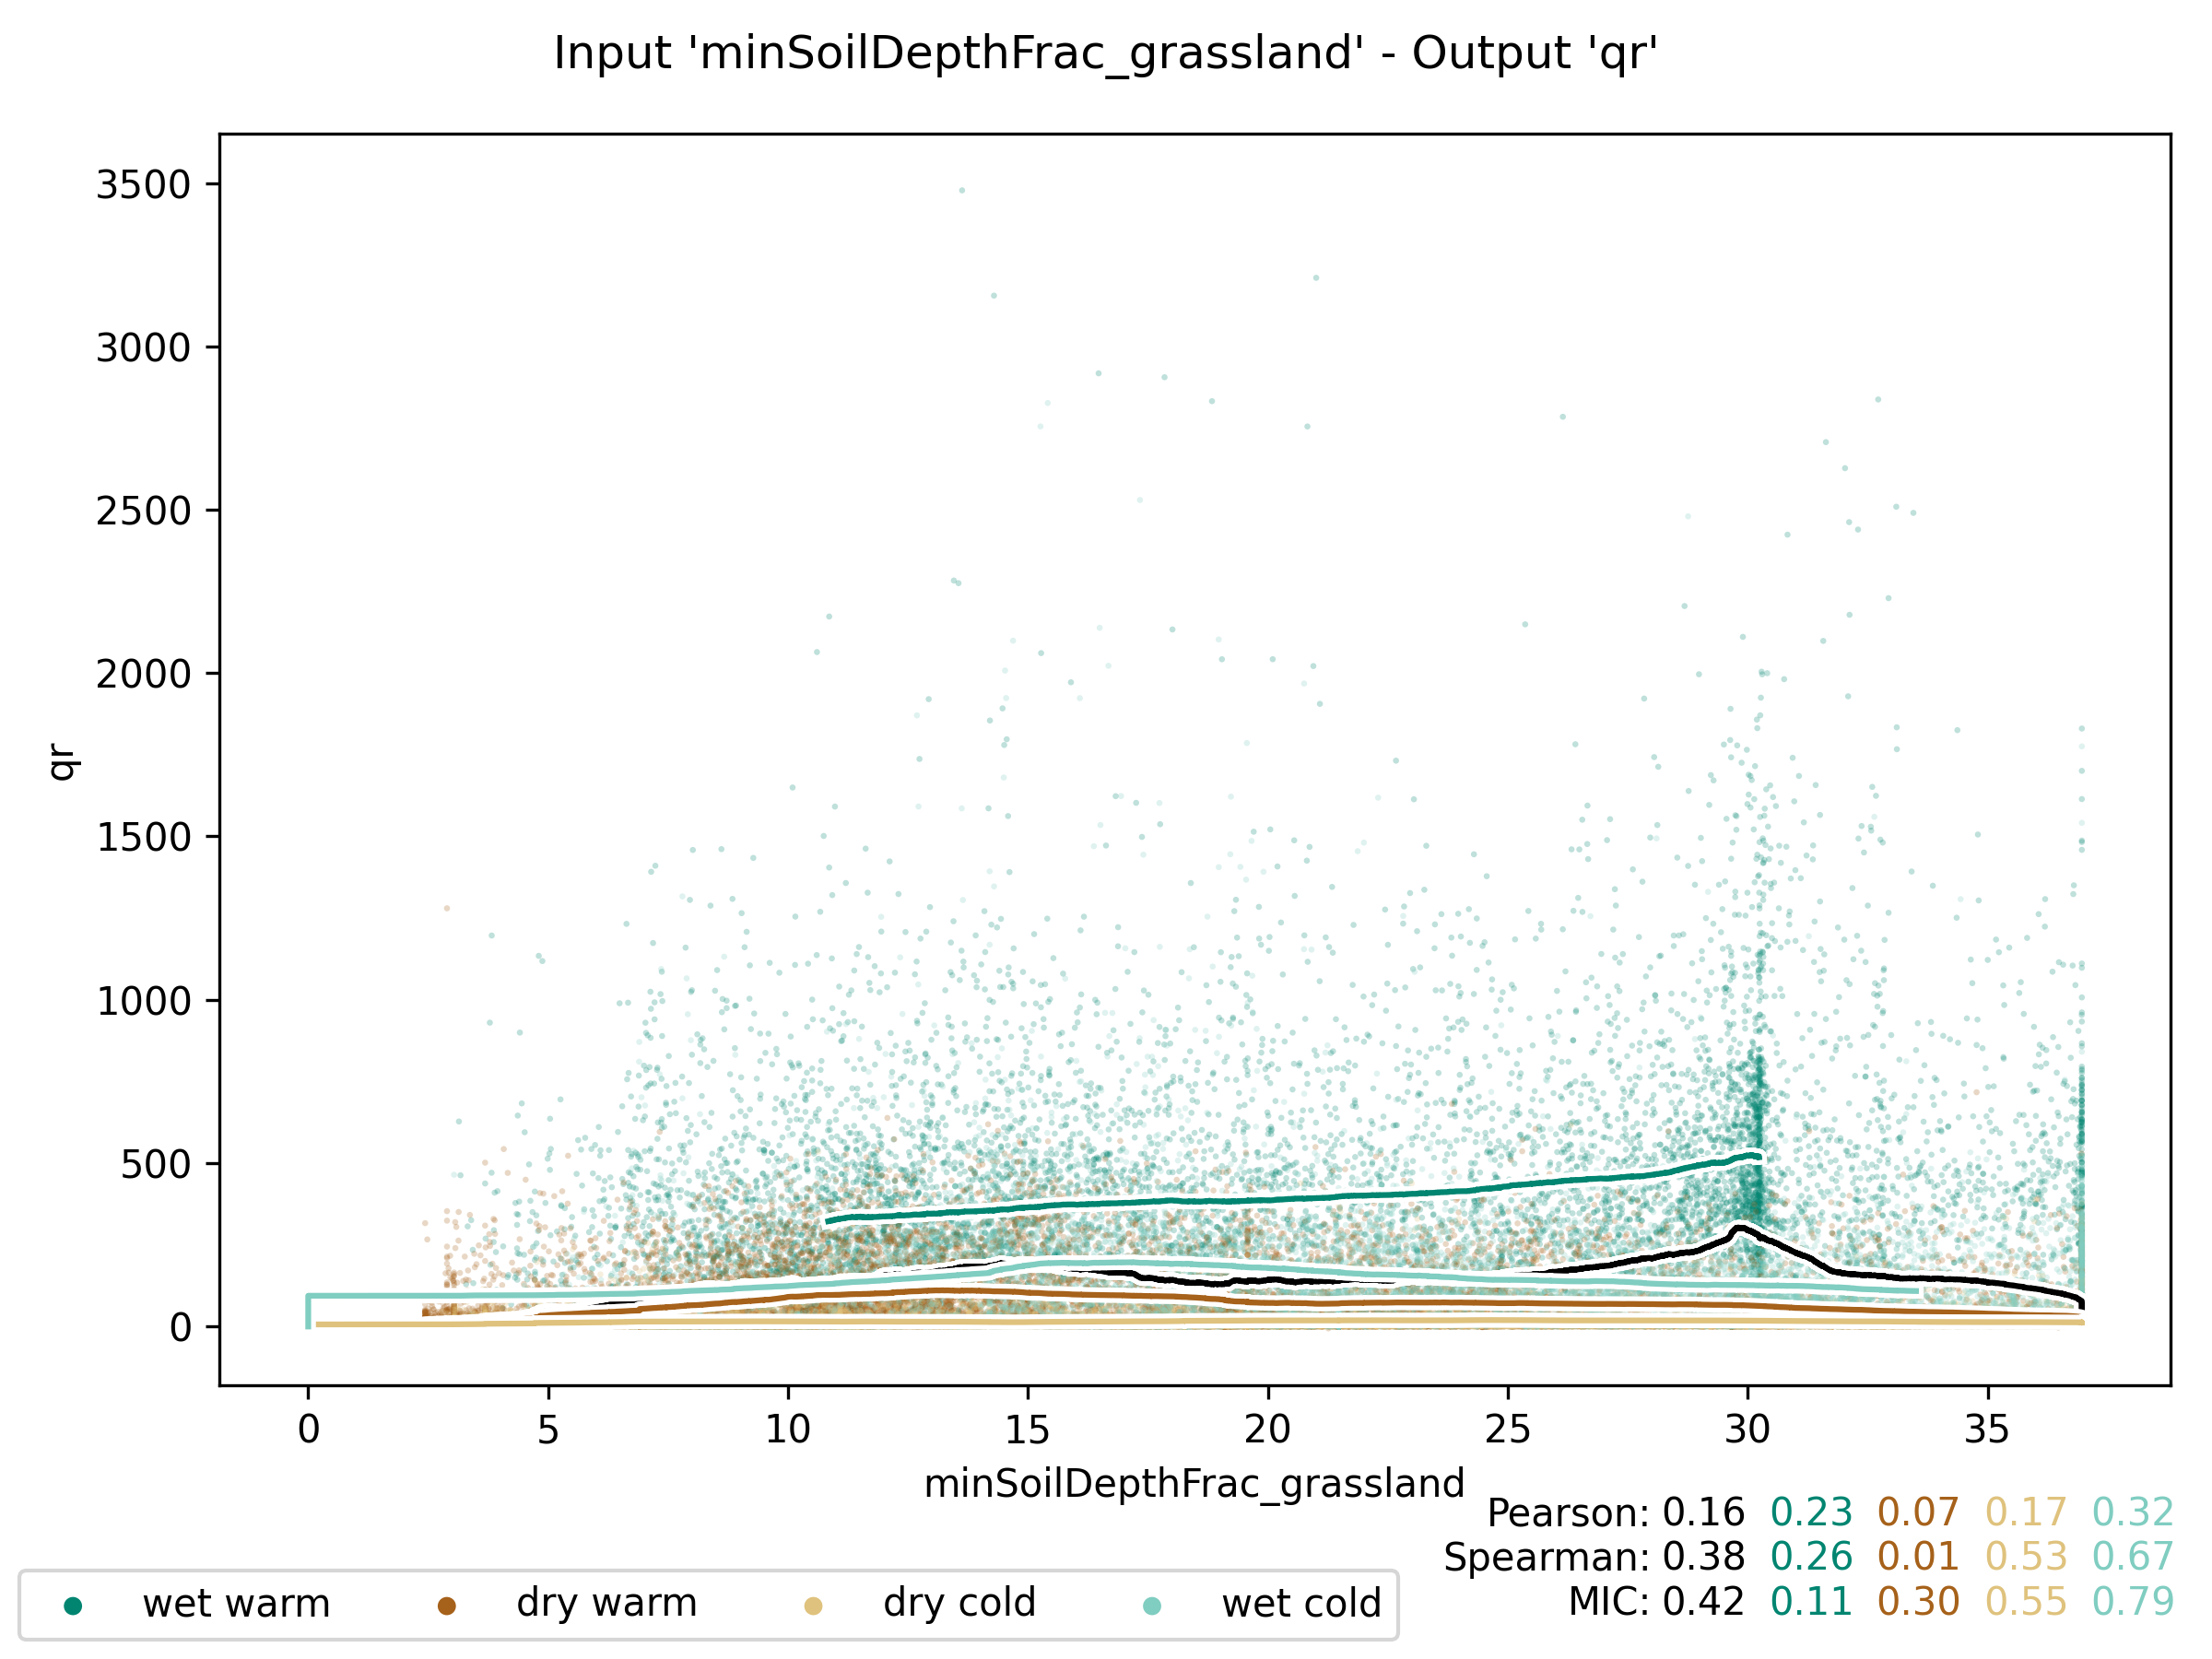 Input 'minSoilDepthFrac_grassland' - Output 'qr'
3500
3000
2500
2000
1500
1000
500
0
qr
0 5 10 15 20 25 30 35
minSoilDepthFrac_grassland
Pearson: 0.16 0.23 0.07 0.17 0.32
Spearman: 0.38 0.26 0.01 0.53 0.67
MIC: 0.42 0.11 0.30 0.55 0.79
wet warm dry warm dry cold wet cold